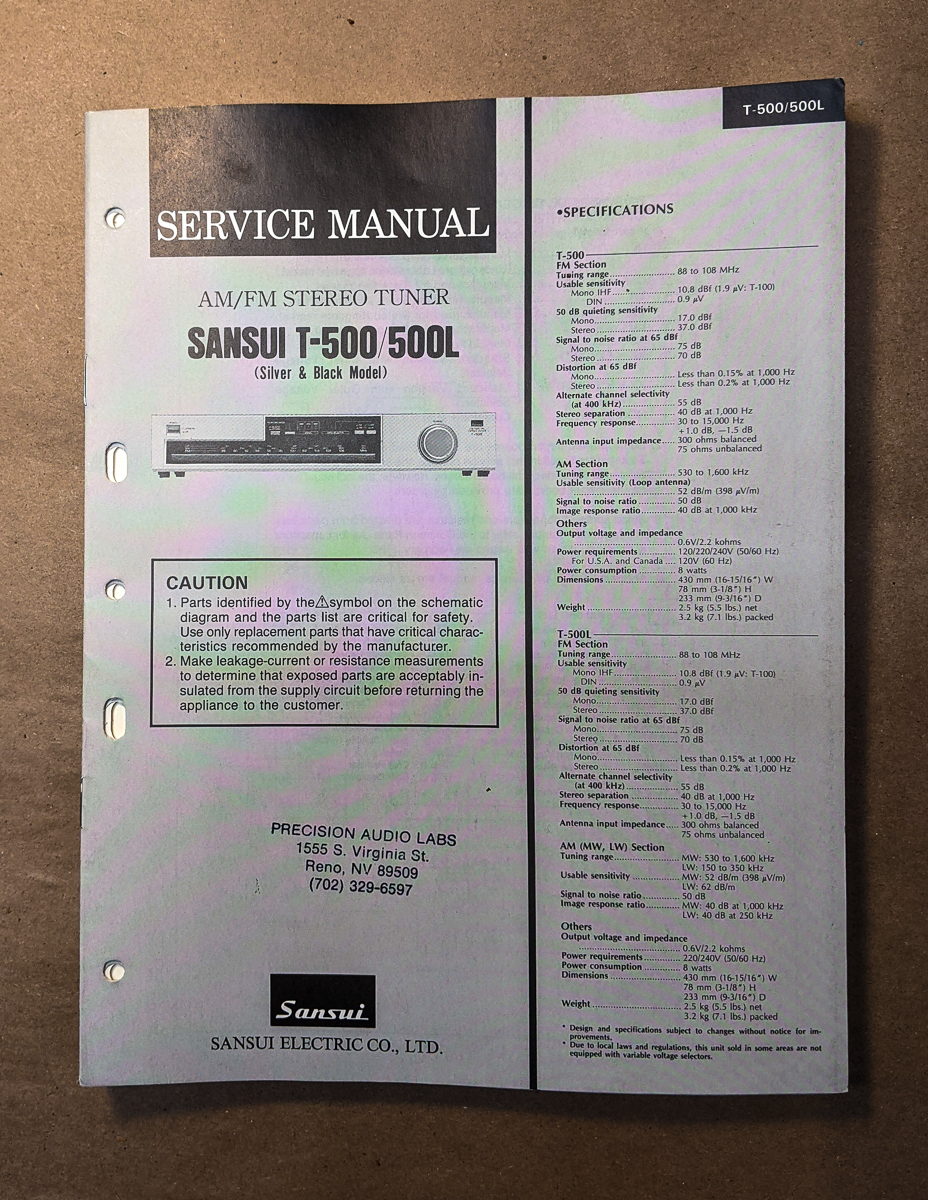 SERVICE MANUAL
AM/FM STEREO TUNER
SANSUI T-500/500L
(Silver & Black Model)
CAUTION
1. Parts identified by the ⚠ symbol on the schematic
diagram and the parts list are critical for safety.
Use only replacement parts that have critical charac-
teristics recommended by the manufacturer.
2. Make leakage-current or resistance measurements
to determine that exposed parts are acceptably in-
sulated from the supply circuit before returning the
appliance to the customer.
PRECISION AUDIO LABS
1555 S. Virginia St.
Reno, NV 89509
(702) 329-6597
Sansui
SANSUI ELECTRIC CO., LTD.
T-500/500L
•SPECIFICATIONS
T-500
FM Section
Tuning range 88 to 108 MHz
Usable sensitivity
Mono IHF 10.8 dBf (1.9 µV: T-100)
DIN 0.9 µV
50 dB quieting sensitivity
Mono 17.0 dBf
Stereo 37.0 dBf
Signal to noise ratio at 65 dBf
Mono 75 dB
Stereo 70 dB
Distortion at 65 dBf
Mono Less than 0.15% at 1,000 Hz
Stereo Less than 0.2% at 1,000 Hz
Alternate channel selectivity
(at 400 kHz) 55 dB
Stereo separation 40 dB at 1,000 Hz
Frequency response 30 to 15,000 Hz
+1.0 dB, —1.5 dB
Antenna input impedance 300 ohms balanced
75 ohms unbalanced
AM Section
Tuning range 530 to 1,600 kHz
Usable sensitivity (Loop antenna)
52 dB/m (398 µV/m)
Signal to noise ratio 50 dB
Image response ratio 40 dB at 1,000 kHz
Others
Output voltage and impedance
0.6V/2.2 kohms
Power requirements 120/220/240V (50/60 Hz)
For U.S.A. and Canada 120V (60 Hz)
Power consumption 8 watts
Dimensions 430 mm (16-15/16″) W
78 mm (3-1/8″) H
233 mm (9-3/16″) D
Weight 2.5 kg (5.5 lbs.) net
3.2 kg (7.1 lbs.) packed
T-500L
FM Section
Tuning range 88 to 108 MHz
Usable sensitivity
Mono IHF 10.8 dBf (1.9 µV: T-100)
DIN 0.9 µV
50 dB quieting sensitivity
Mono 17.0 dBf
Stereo 37.0 dBf
Signal to noise ratio at 65 dBf
Mono 75 dB
Stereo 70 dB
Distortion at 65 dBf
Mono Less than 0.15% at 1,000 Hz
Stereo Less than 0.2% at 1,000 Hz
Alternate channel selectivity
(at 400 kHz) 55 dB
Stereo separation 40 dB at 1,000 Hz
Frequency response 30 to 15,000 Hz
+1.0 dB, —1.5 dB
Antenna input impedance 300 ohms balanced
75 ohms unbalanced
AM (MW, LW) Section
Tuning range MW: 530 to 1,600 kHz
LW: 150 to 350 kHz
Usable sensitivity MW: 52 dB/m (398 µV/m)
LW: 62 dB/m
Signal to noise ratio 50 dB
Image response ratio MW: 40 dB at 1,000 kHz
LW: 40 dB at 250 kHz
Others
Output voltage and impedance
0.6V/2.2 kohms
Power requirements 220/240V (50/60 Hz)
Power consumption 8 watts
Dimensions 430 mm (16-15/16″) W
78 mm (3-1/8″) H
233 mm (9-3/16″) D
Weight 2.5 kg (5.5 lbs.) net
3.2 kg (7.1 lbs.) packed
* Design and specifications subject to changes without notice for im-
provements.
* Due to local laws and regulations, this unit sold in some areas are not
equipped with variable voltage selectors.